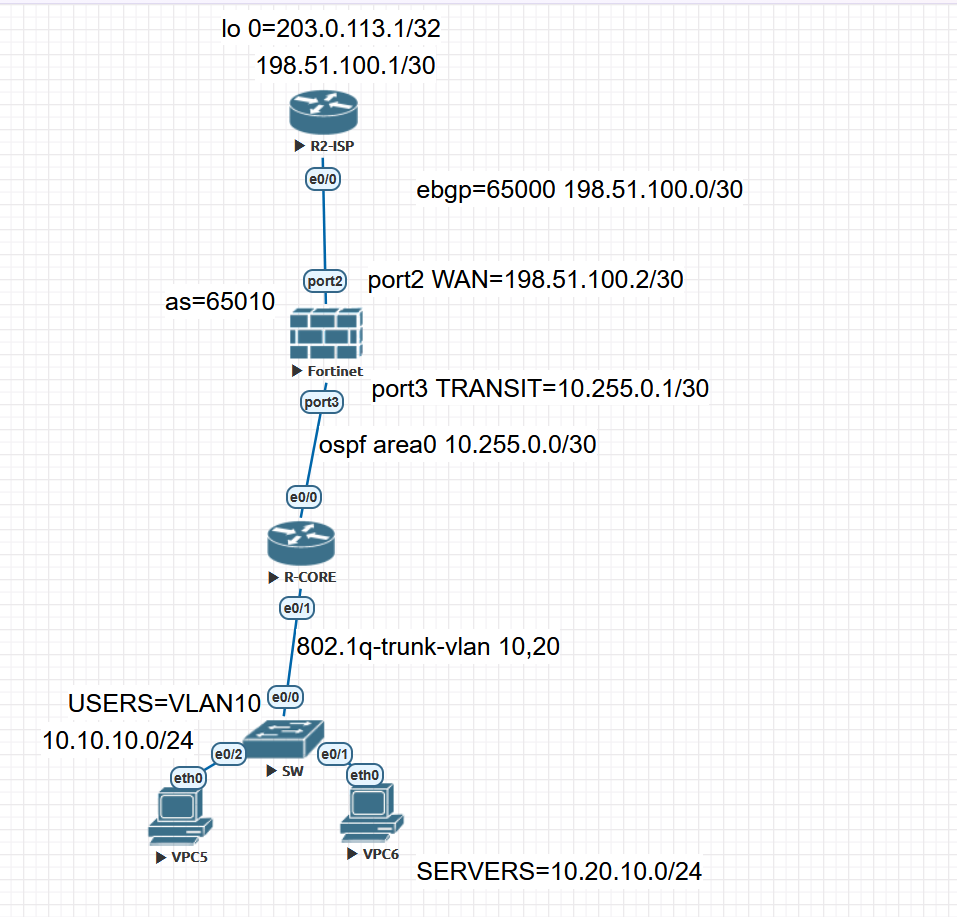 lo 0=203.0.113.1/32
198.51.100.1/30
R2-ISP
e0/0
ebgp=65000 198.51.100.0/30
port2
port2 WAN=198.51.100.2/30
as=65010
Fortinet
port3 TRANSIT=10.255.0.1/30
port3
ospf area0 10.255.0.0/30
e0/0
R-CORE
e0/1
802.1q-trunk-vlan 10,20
e0/0
USERS=VLAN10
10.10.10.0/24
e0/2
e0/1
SW
eth0
eth0
VPC5
VPC6
SERVERS=10.20.10.0/24